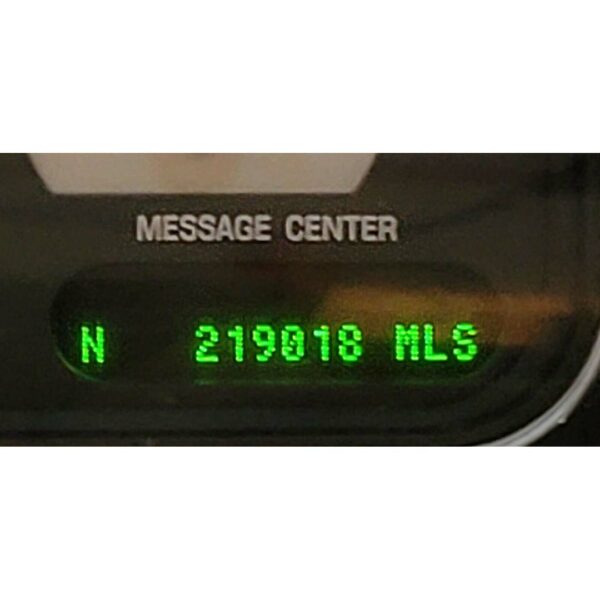 MESSAGE CENTER
N 219018 MLS